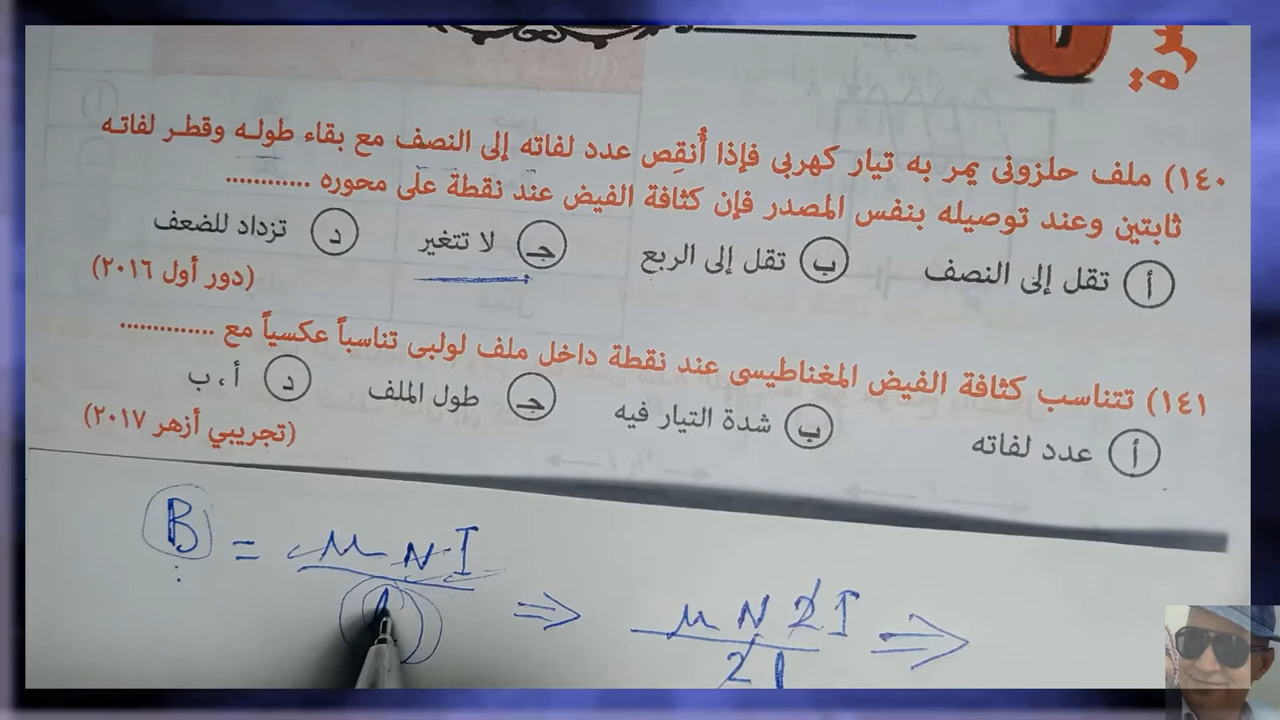 ١٤٠) ملف حلزونى يمر به تيار كهربى فإذا أُنقِص عدد لفاته إلى النصف مع بقاء طوله وقطر لفاته
ثابتين وعند توصيله بنفس المصدر فإن كثافة الفيض عند نقطة على محوره ............
أ تقل إلى النصف ب تقل إلى الربع جـ لا تتغير د تزداد للضعف
(دور أول ٢٠١٦)
١٤١) تتناسب كثافة الفيض المغناطيسى عند نقطة داخل ملف لولبى تناسباً عكسياً مع ..............
أ عدد لفاته ب شدة التيار فيه جـ طول الملف د أ ، ب
(تجريبي أزهر ٢٠١٧)
B = μ N I
⇒ μ N 2 I ⇒
2 l